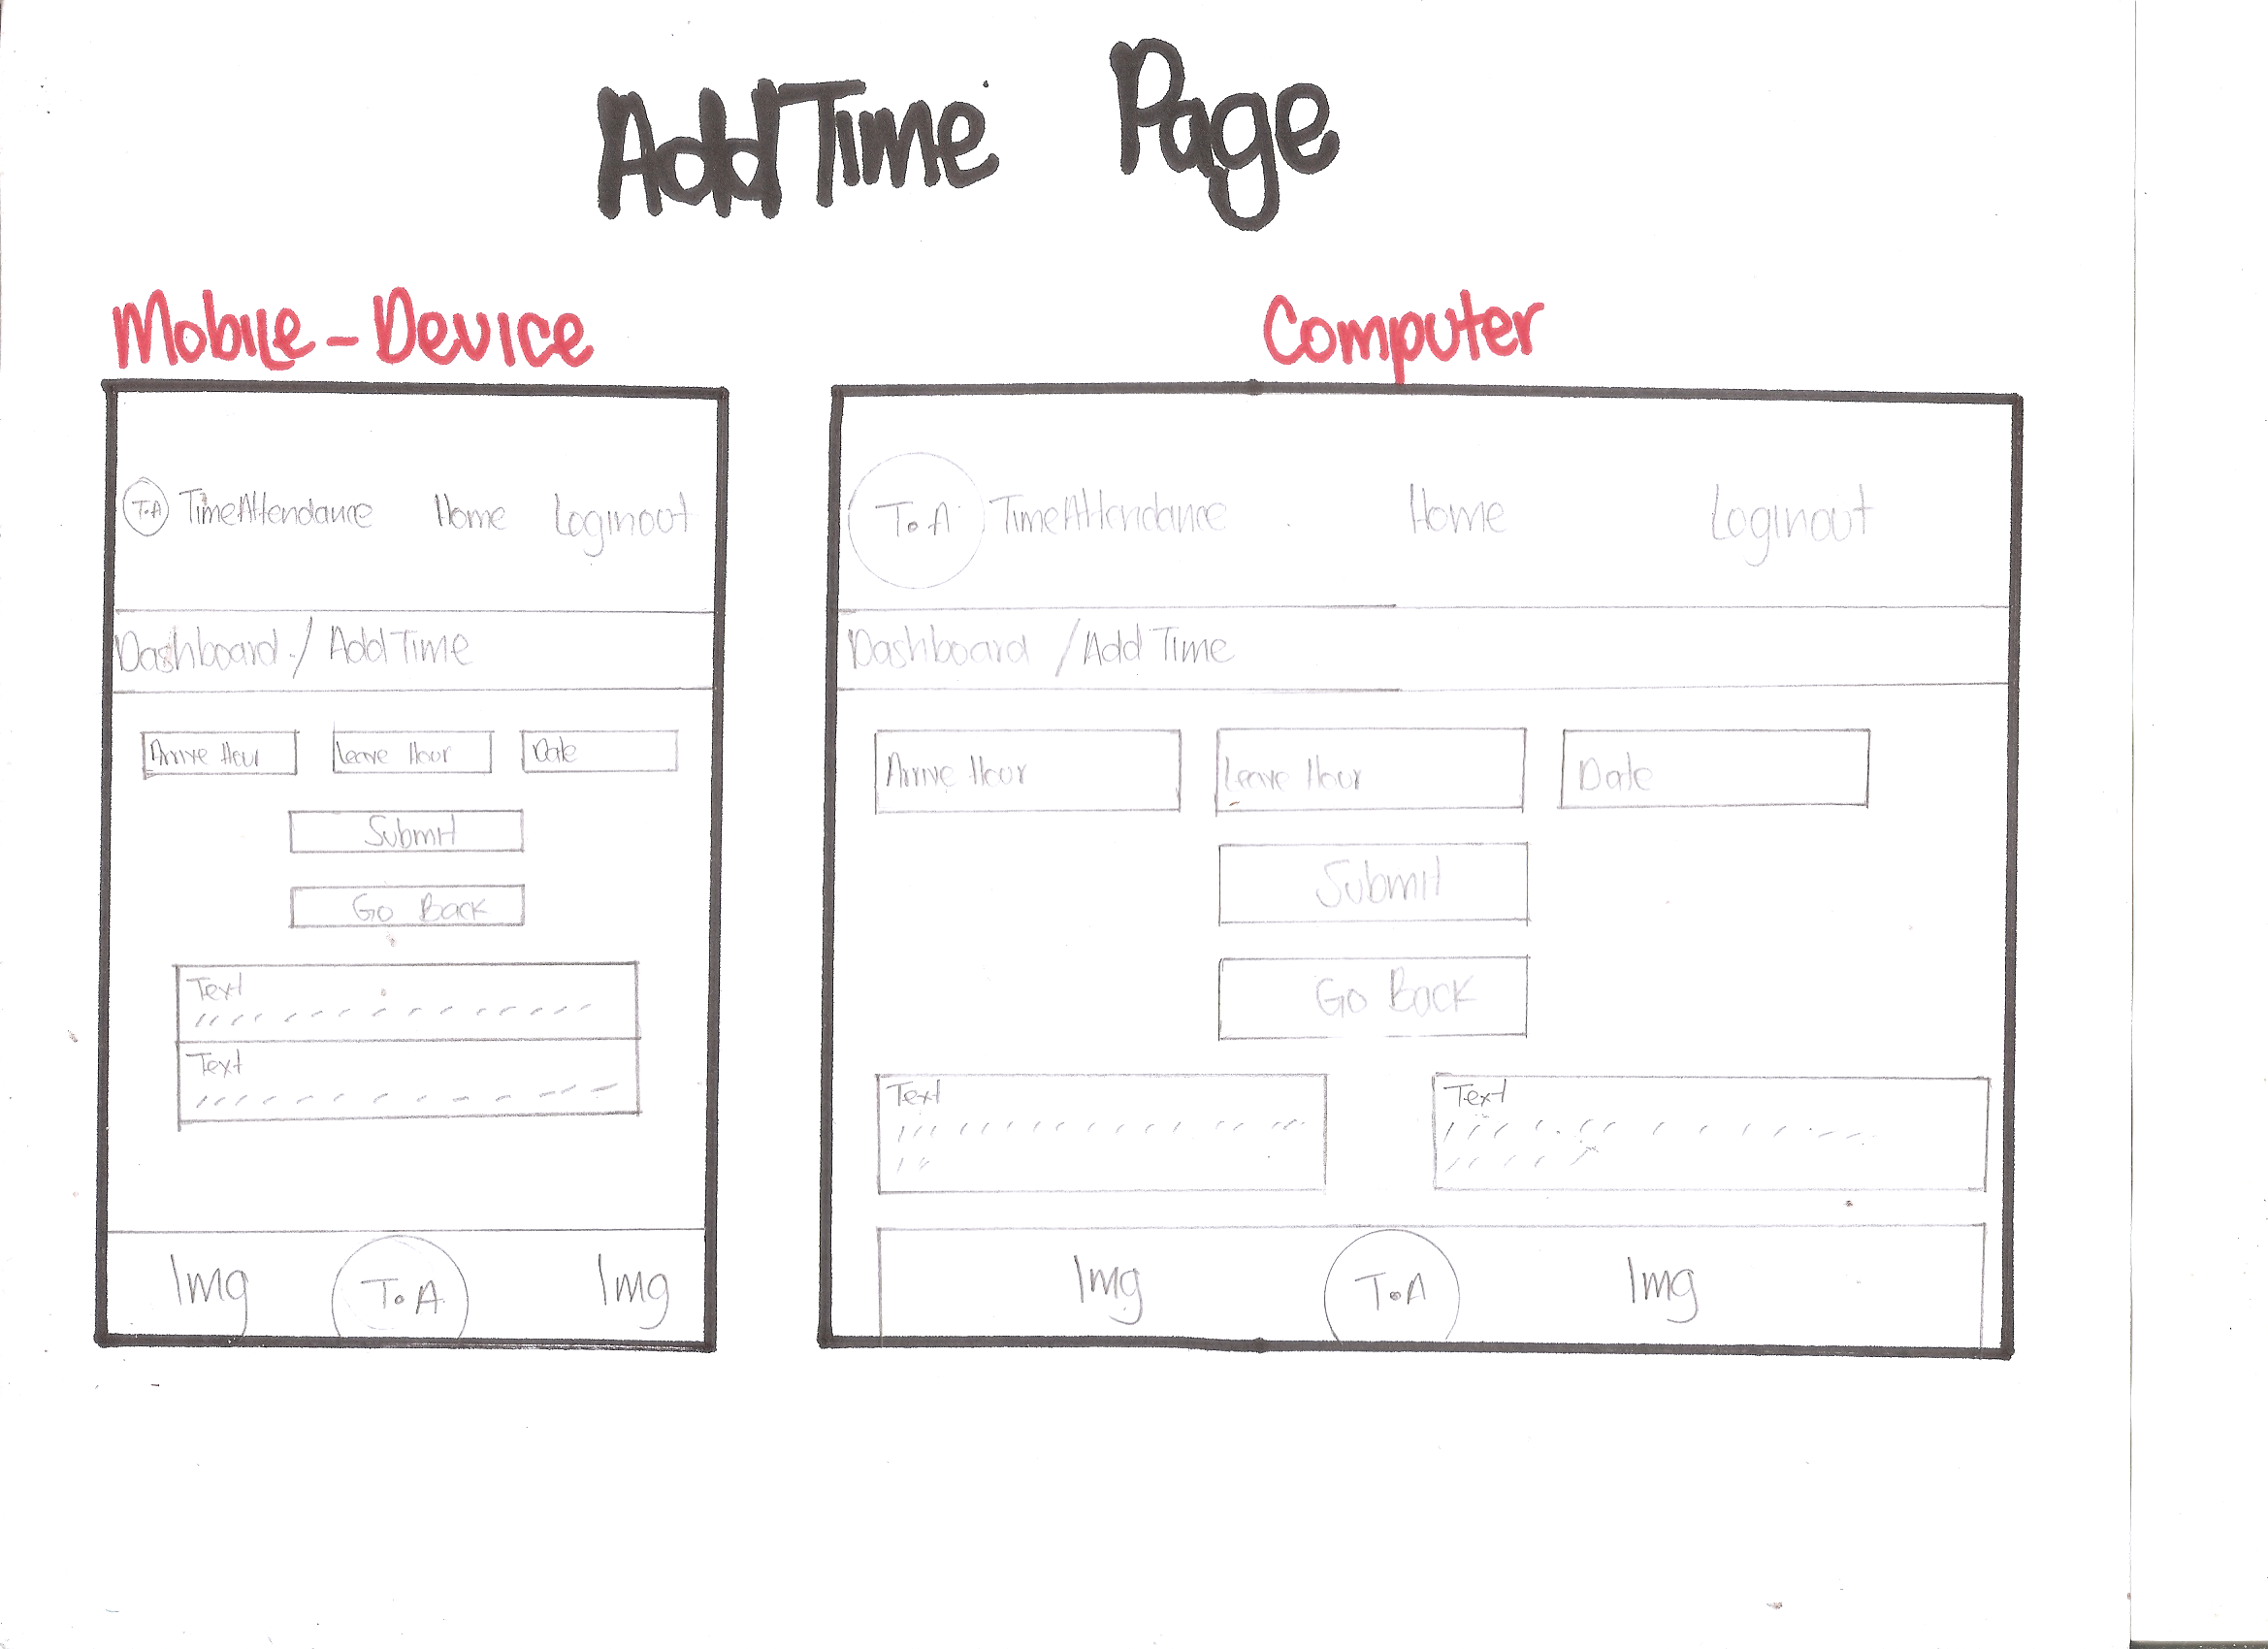 AddTime Page
Mobile-Device
T.A TimeAttendance Home Loginout
Dashboard / AddTime
Arrive Hour Leave Hour Date
Submit
Go Back
Text
Text
Img T.A Img
Computer
T.A TimeAttendance Home Loginout
Dashboard / Add Time
Arrive Hour Leave Hour Date
Submit
Go Back
Text Text
Img T.A Img